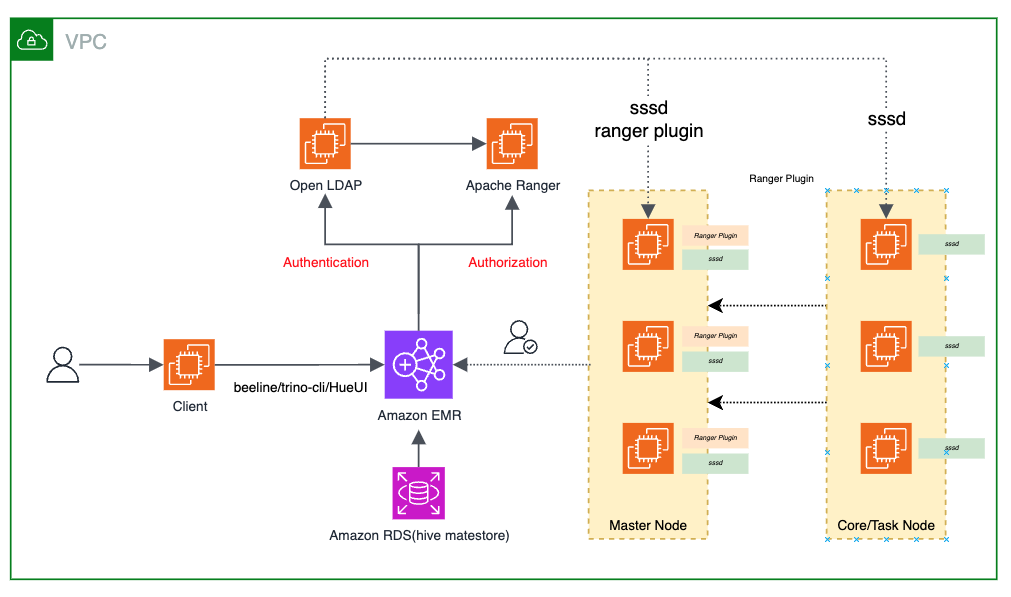 VPC
sssd
ranger plugin
sssd
Open LDAP
Apache Ranger
Ranger Plugin
Authentication
Authorization
Ranger Plugin
sssd
sssd
Client
beeline/trino-cli/HueUI
Amazon EMR
Ranger Plugin
sssd
sssd
Ranger Plugin
sssd
sssd
Amazon RDS(hive matestore)
Master Node
Core/Task Node